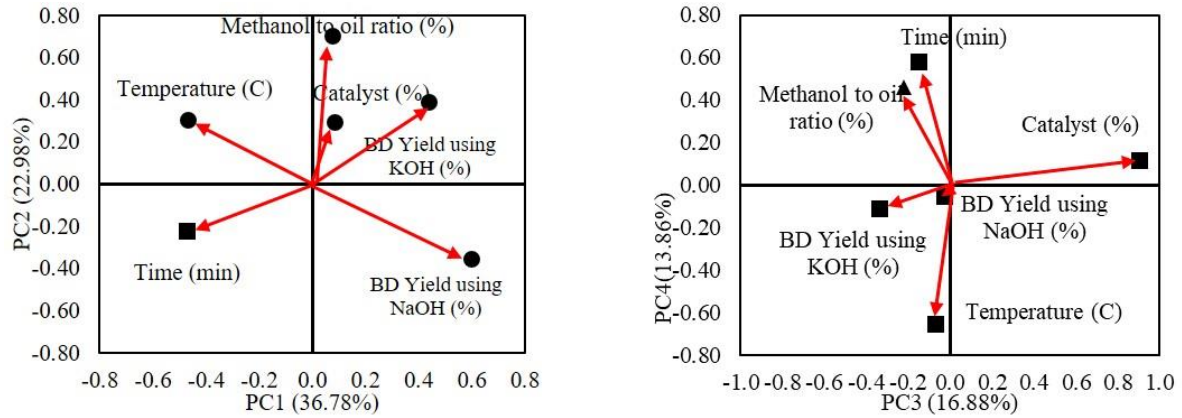 0.80
0.60
0.40
0.20
0.00
-0.20
-0.40
-0.60
-0.80
PC2 (22.98%)
Methanol to oil ratio (%)
Temperature (C)
Catalyst (%)
BD Yield using
KOH (%)
Time (min)
BD Yield using
NaOH (%)
-0.8 -0.6 -0.4 -0.2 0.0 0.2 0.4 0.6 0.8
PC1 (36.78%)
0.80
0.60
0.40
0.20
0.00
-0.20
-0.40
-0.60
-0.80
PC4(13.86%)
Time (min)
Methanol to oil
ratio (%)
Catalyst (%)
BD Yield using
NaOH (%)
BD Yield using
KOH (%)
Temperature (C)
-1.0 -0.8 -0.6 -0.4 -0.2 0.0 0.2 0.4 0.6 0.8 1.0
PC3 (16.88%)